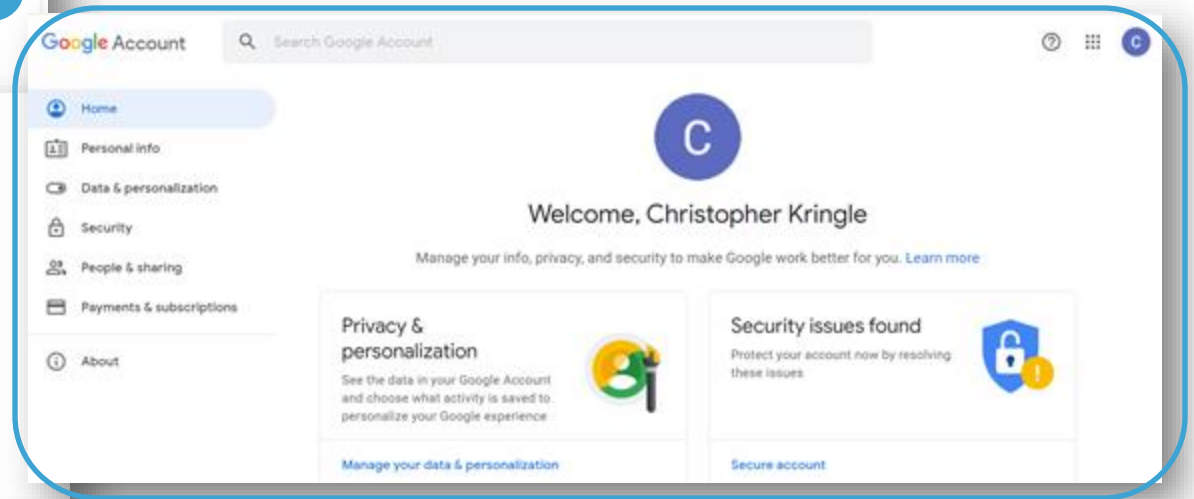 Google Account
Search Google Account
C
Home
Personal info
Data & personalization
Security
People & sharing
Payments & subscriptions
About
C
Welcome, Christopher Kringle
Manage your info, privacy, and security to make Google work better for you. Learn more
Privacy &
personalization
See the data in your Google Account
and choose what activity is saved to
personalize your Google experience
Manage your data & personalization
Security issues found
Protect your account now by resolving
these issues
Secure account